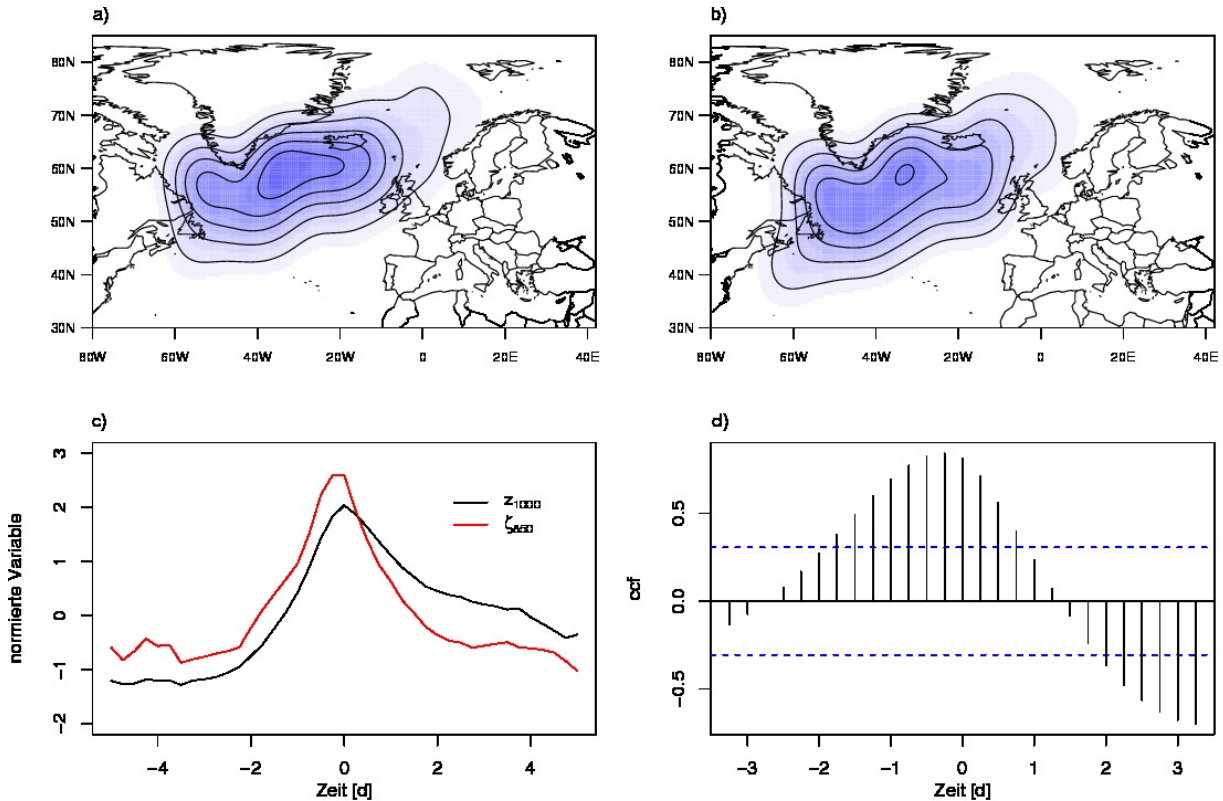 a)
80N
70N
60N
50N
40N
30N
80W 60W 40W 20W 0 20E 40E
b)
80N
70N
60N
50N
40N
30N
80W 60W 40W 20W 0 20E 40E
c)
normierte Variable
3
2
1
0
−1
−2
z1000
ζ850
−4 −2 0 2 4
Zeit [d]
d)
ccf
0.5
0.0
−0.5
−3 −2 −1 0 1 2 3
Zeit [d]